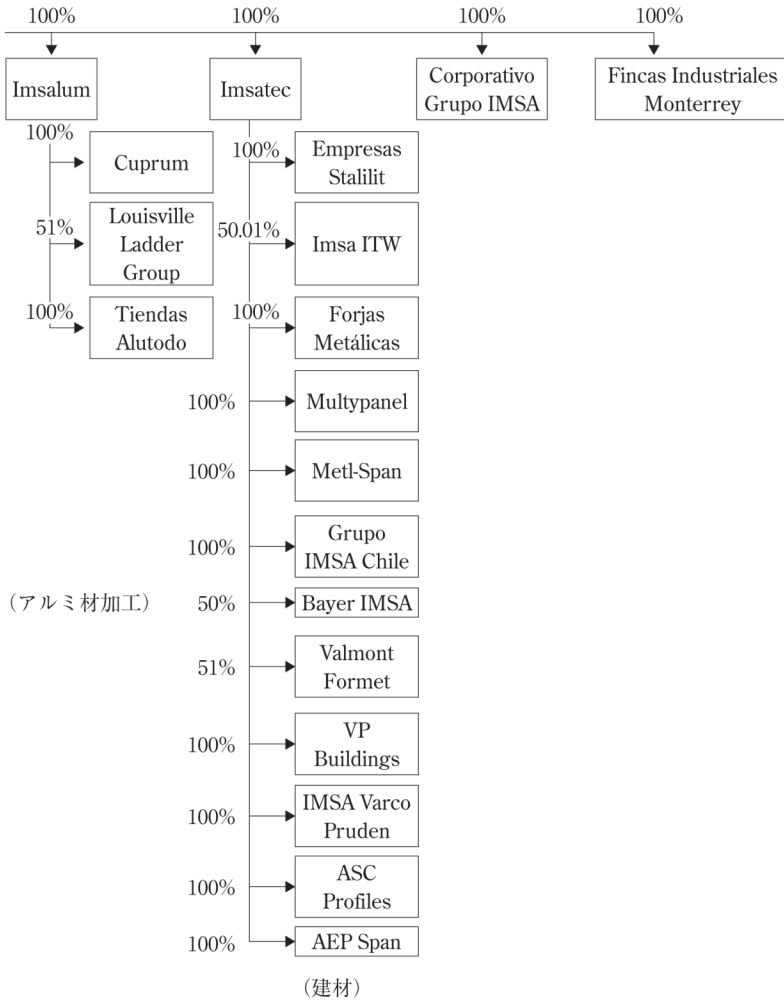 100% 100% 100% 100%
Imsalum
Imsatec
Corporativo
Grupo IMSA
Fincas Industriales
Monterrey
100%
Cuprum
51%
Louisville
Ladder
Group
100%
Tiendas
Alutodo
(アルミ材加工)
100%
Empresas
Stalilit
50.01%
Imsa ITW
100%
Forjas
Metálicas
100%
Multypanel
100%
Metl-Span
100%
Grupo
IMSA Chile
50%
Bayer IMSA
51%
Valmont
Formet
100%
VP
Buildings
100%
IMSA Varco
Pruden
100%
ASC
Profiles
100%
AEP Span
(建材)